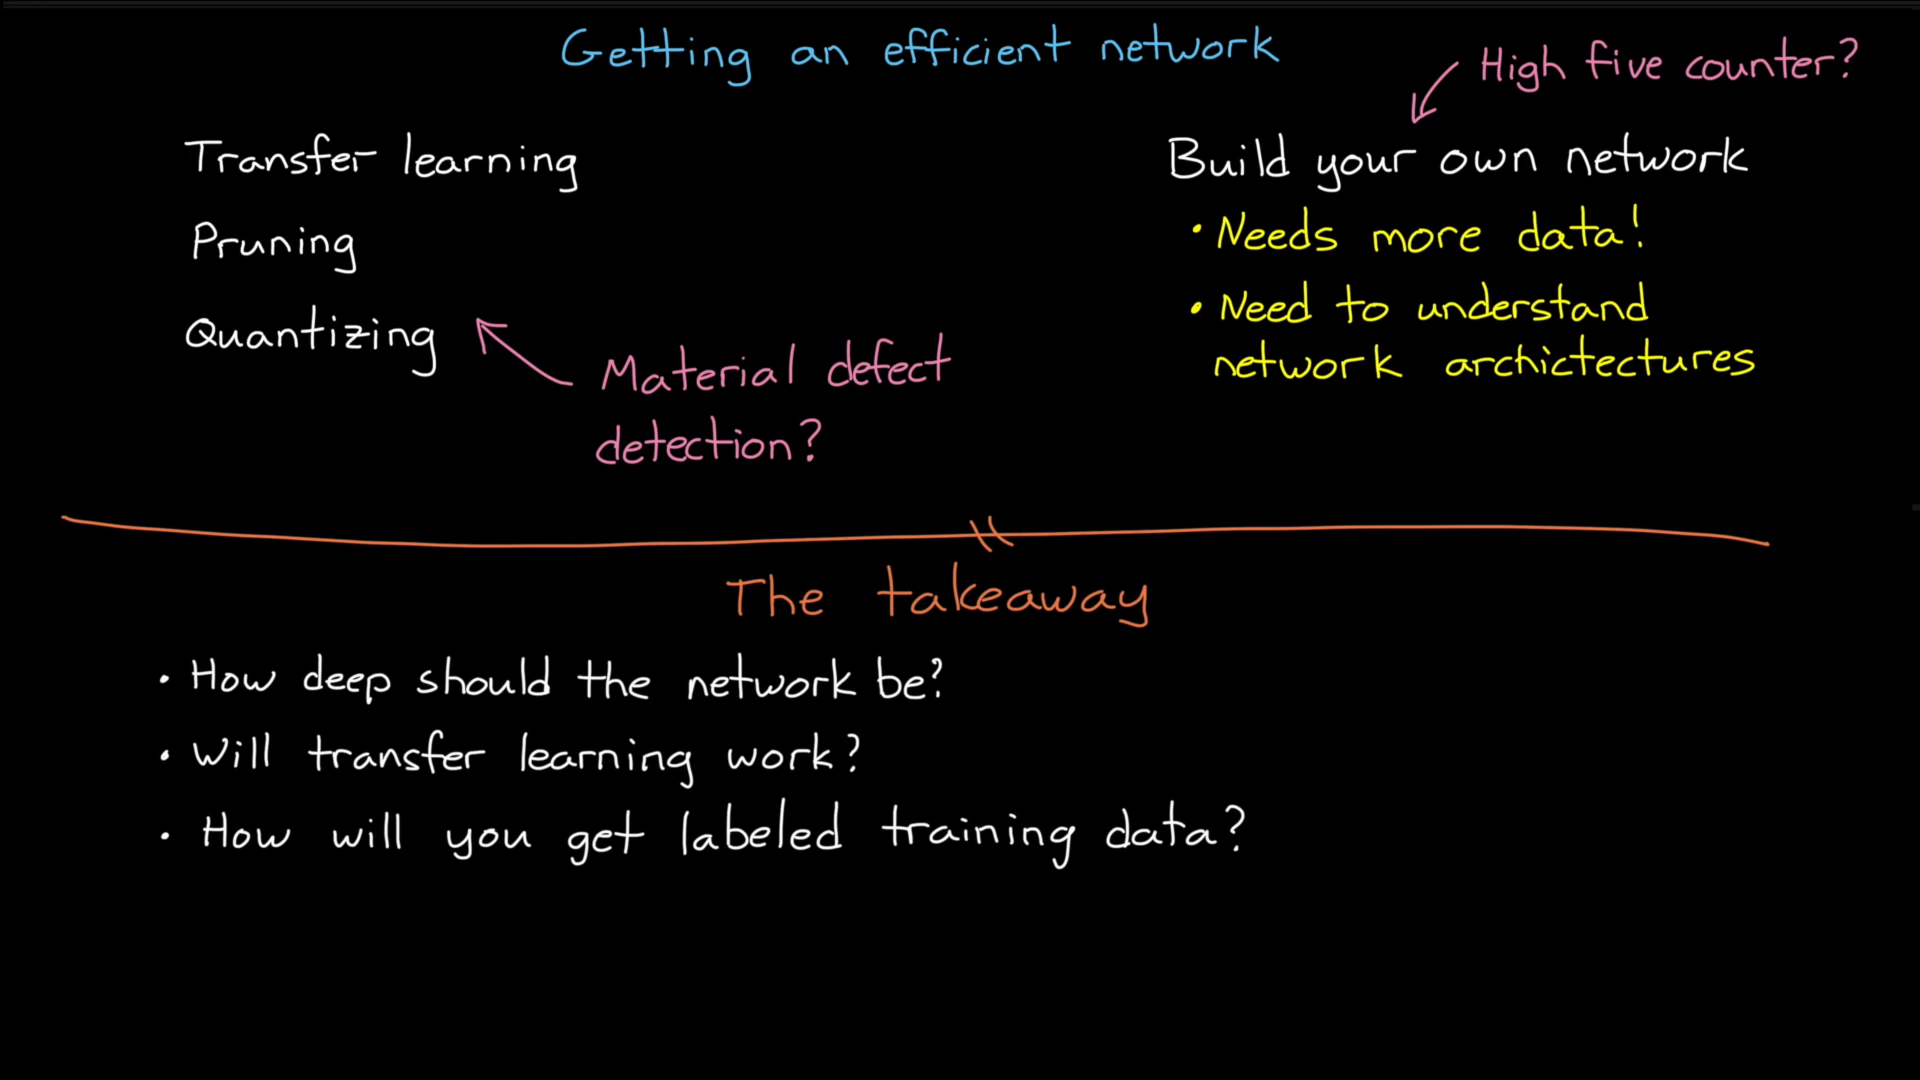 Getting an efficient network
High five counter?
Transfer learning
Pruning
Quantizing
Material defect
detection?
Build your own network
• Needs more data!
• Need to understand
network archictectures
The takeaway
• How deep should the network be?
• Will transfer learning work?
• How will you get labeled training data?